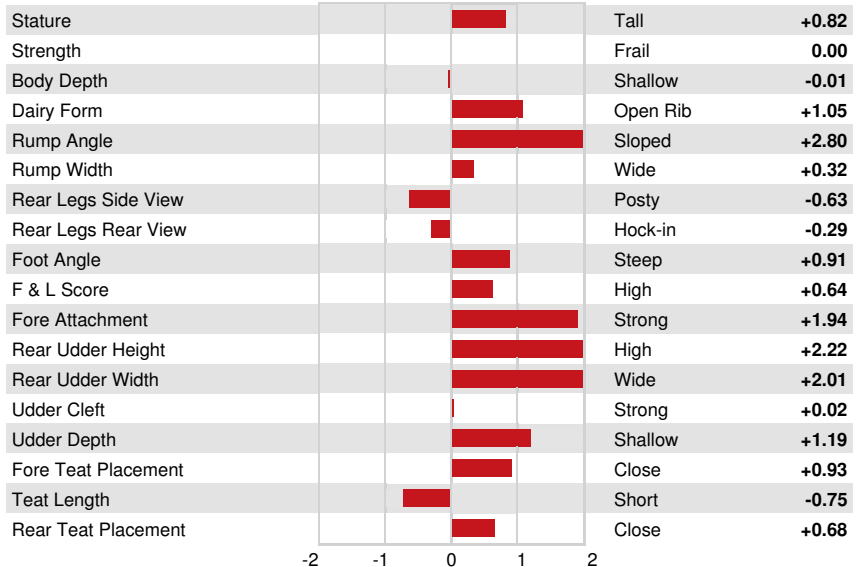 Stature Tall +0.82
Strength Frail 0.00
Body Depth Shallow -0.01
Dairy Form Open Rib +1.05
Rump Angle Sloped +2.80
Rump Width Wide +0.32
Rear Legs Side View Posty -0.63
Rear Legs Rear View Hock-in -0.29
Foot Angle Steep +0.91
F & L Score High +0.64
Fore Attachment Strong +1.94
Rear Udder Height High +2.22
Rear Udder Width Wide +2.01
Udder Cleft Strong +0.02
Udder Depth Shallow +1.19
Fore Teat Placement Close +0.93
Teat Length Short -0.75
Rear Teat Placement Close +0.68
-2 -1 0 1 2